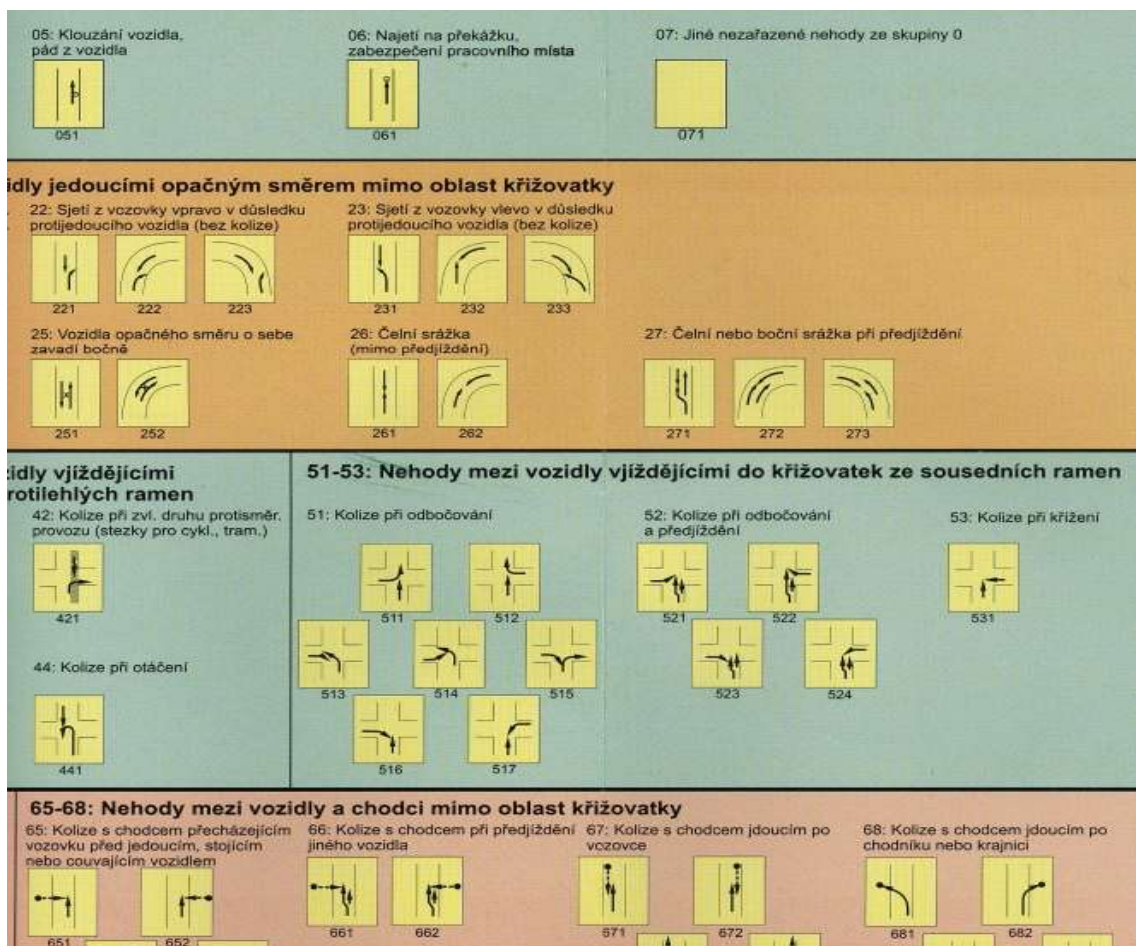 05: Klouzání vozidla,
pád z vozidla
06: Najetí na překážku,
zabezpečení pracovního místa
07: Jiné nezařazené nehody ze skupiny 0
051
061
071
idly jedoucími opačným směrem mimo oblast křižovatky
22: Sjetí z vozovky vpravo v důsledku
protijedoucího vozidla (bez kolize)
23: Sjetí z vozovky vlevo v důsledku
protijedoucího vozidla (bez kolize)
221
222
223
231
232
233
25: Vozidla opačného směru o sebe
zavadí bočně
26: Čelní srážka
(mimo předjíždění)
27: Čelní nebo boční srážka při předjíždění
251
252
261
262
271
272
273
zidly vjíždějícími
rotilehlých ramen
42: Kolize při zvl. druhu protisměr.
provozu (stezky pro cykl., tram.)
421
44: Kolize při otáčení
441
51-53: Nehody mezi vozidly vjíždějícími do křižovatek ze sousedních ramen
51: Kolize při odbočování
52: Kolize při odbočování
a předjíždění
53: Kolize při křížení
511
512
521
522
531
513
514
515
523
524
516
517
65-68: Nehody mezi vozidly a chodci mimo oblast křižovatky
65: Kolize s chodcem přecházejícím
vozovku před jedoucím, stojícím
nebo couvajícím vozidlem
66: Kolize s chodcem při předjíždění
jiného vozidla
67: Kolize s chodcem jdoucím po
vozovce
68: Kolize s chodcem jdoucím po
chodníku nebo krajnici
651
652
661
662
671
672
681
682